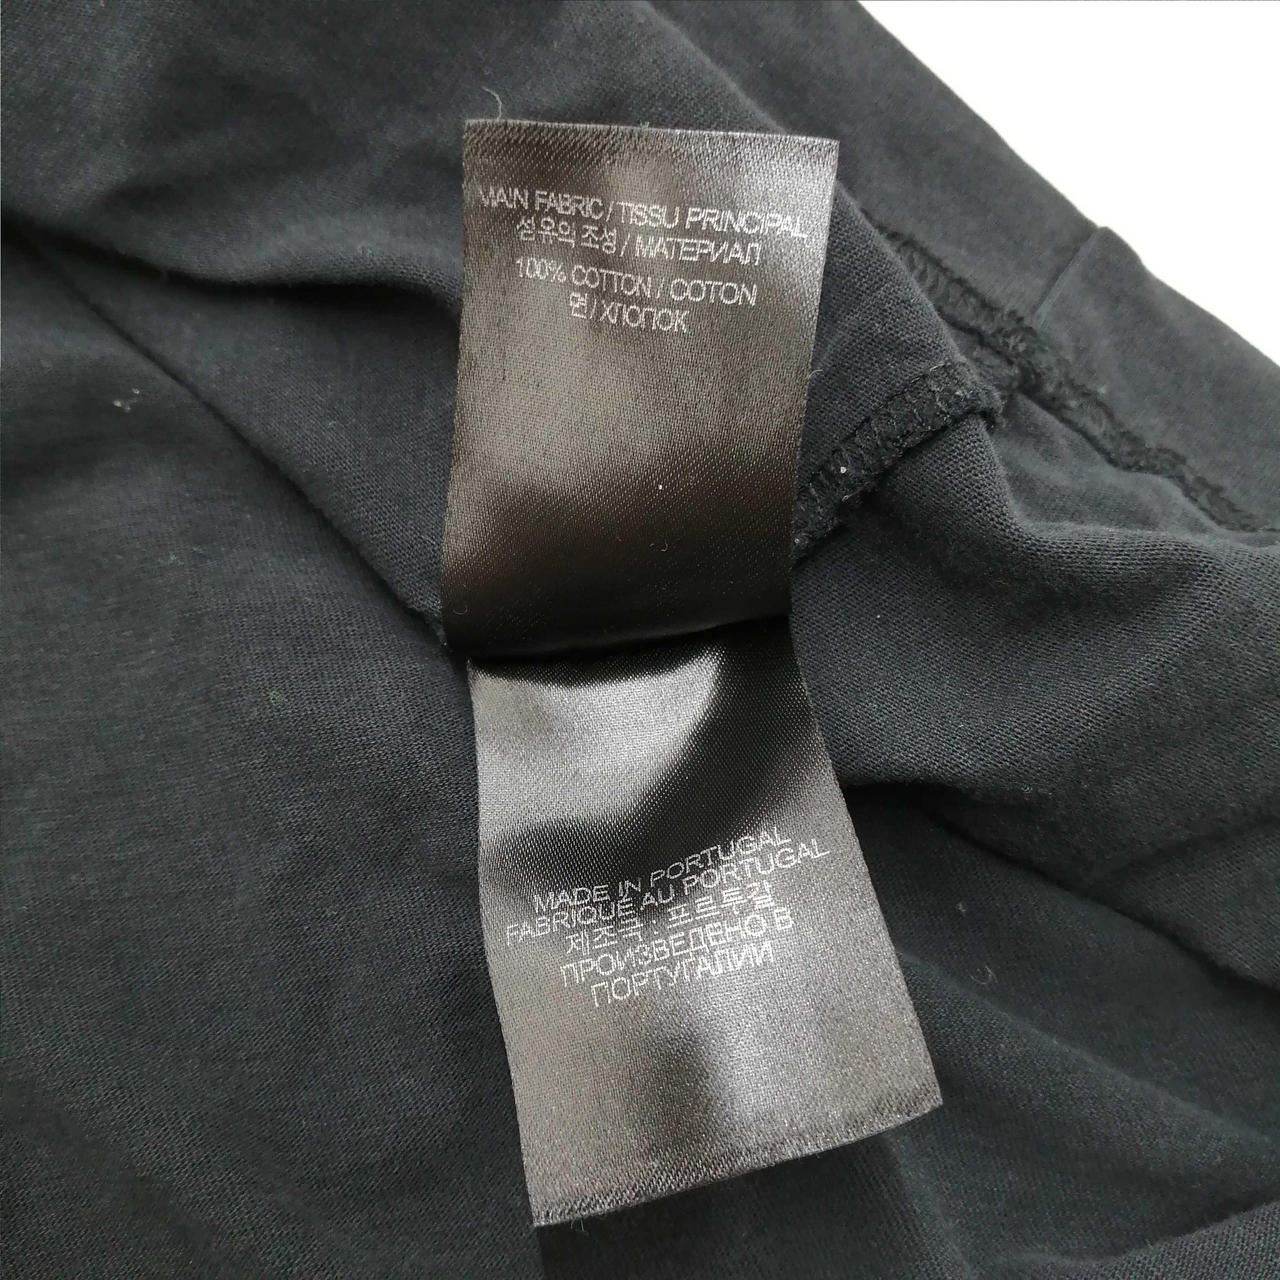 MAIN FABRIC / TISSU PRINCIPAL
섬유의 조성 / МАТЕРИАЛ
100% COTTON / COTON
면 / ХЛОПОК
MADE IN PORTUGAL
FABRIQUÉ AU PORTUGAL
제조국 : 포르투갈
ПРОИЗВЕДЕНО В
ПОРТУГАЛИИ